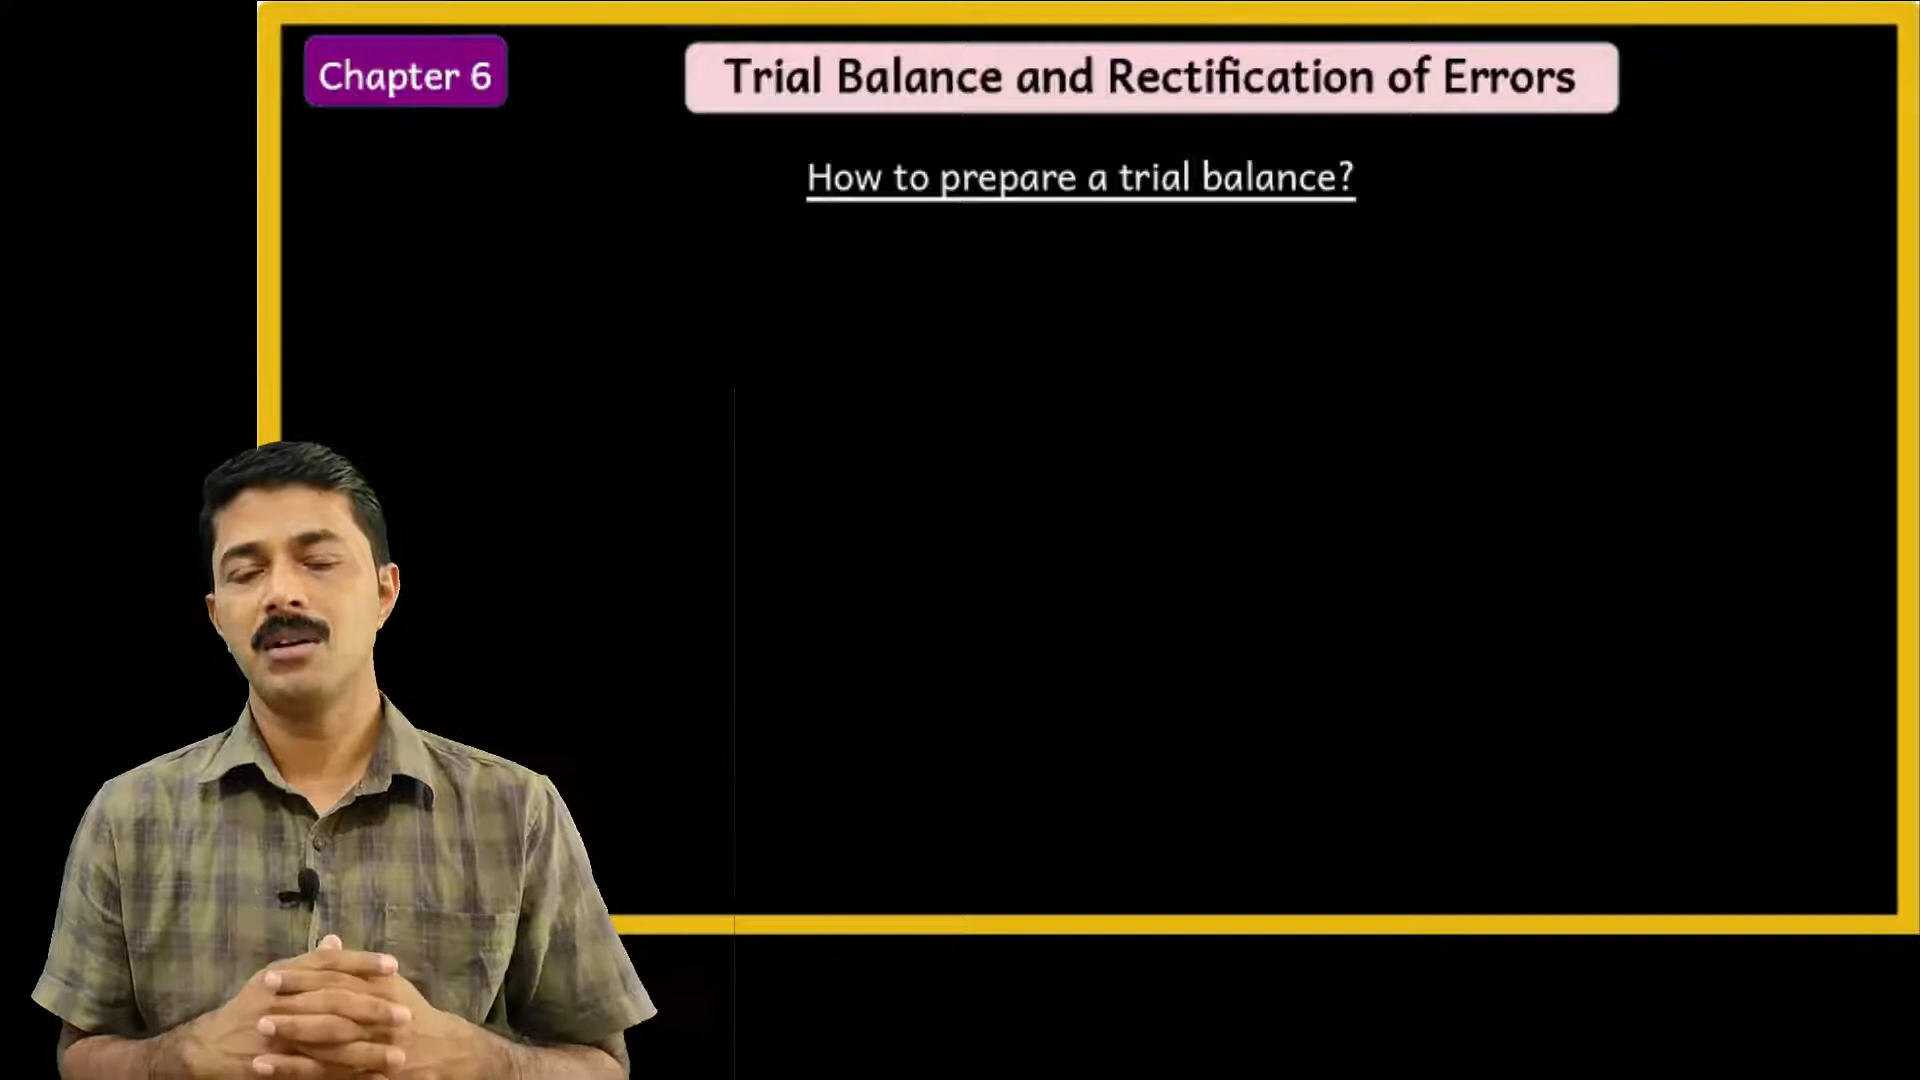 Chapter 6
Trial Balance and Rectification of Errors
How to prepare a trial balance?